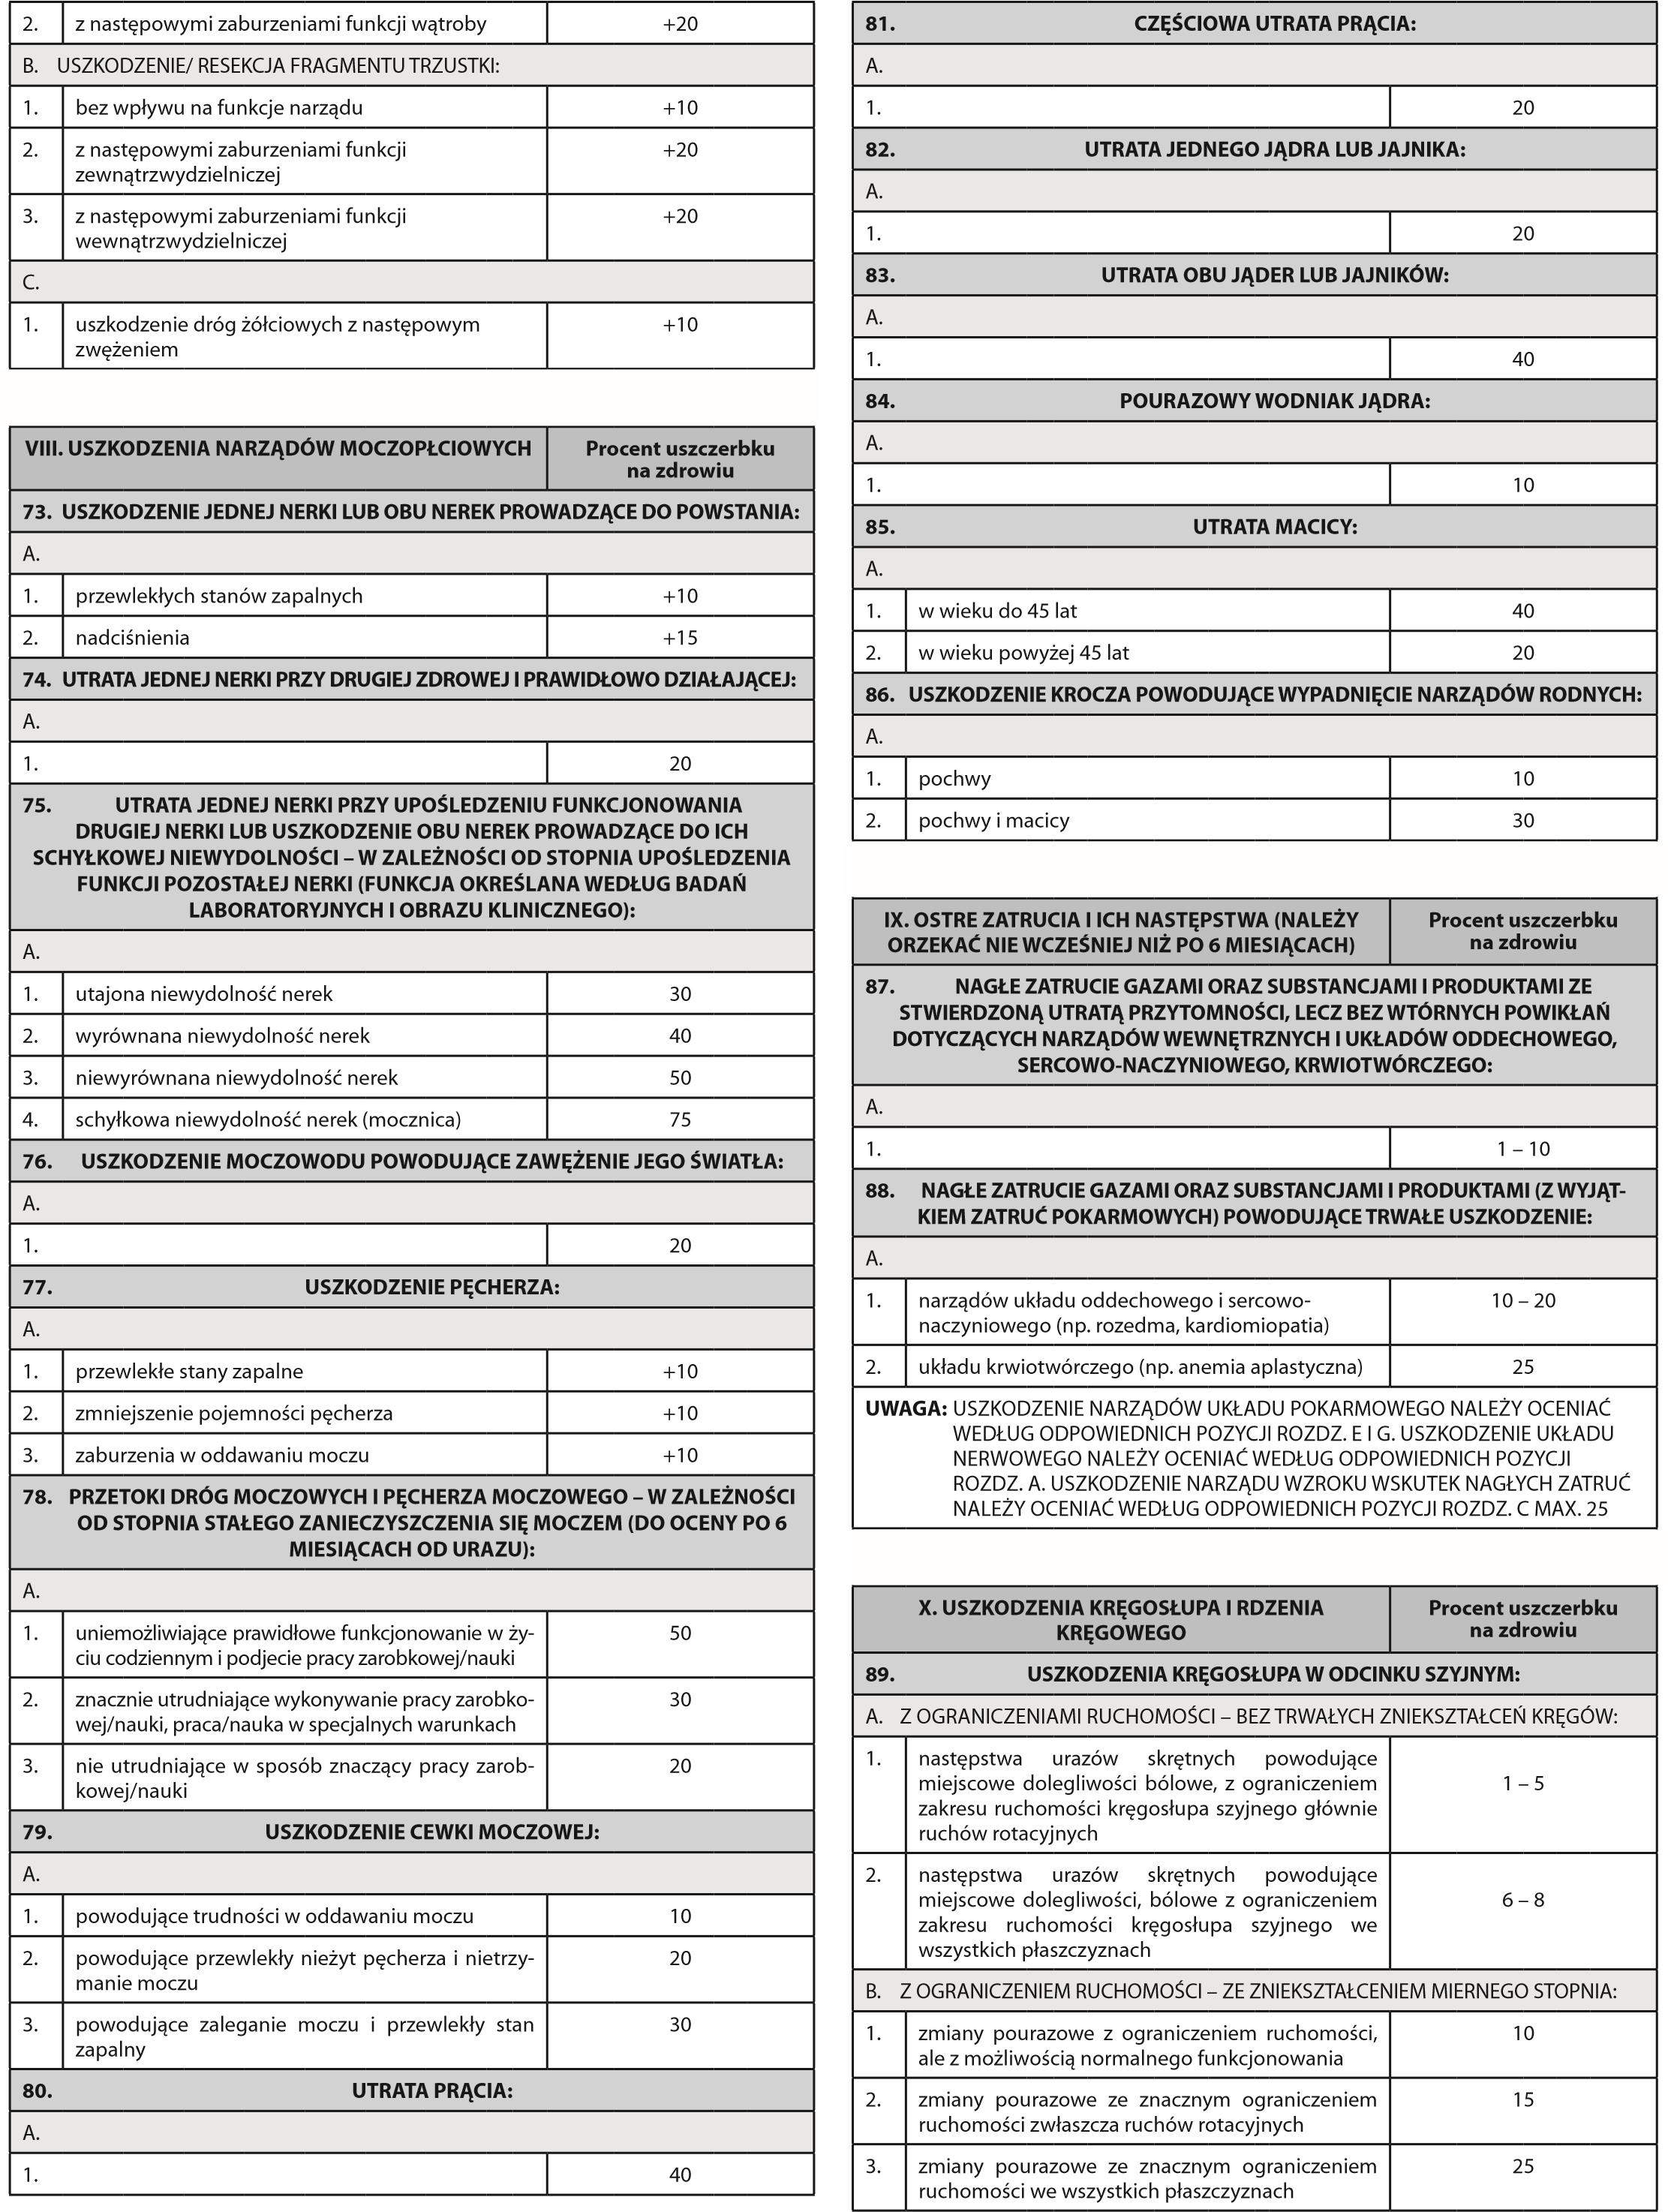 2. z następowymi zaburzeniami funkcji wątroby +20
B. USZKODZENIE/ RESEKCJA FRAGMENTU TRZUSTKI:
1. bez wpływu na funkcje narządu +10
2. z następowymi zaburzeniami funkcji +20
zewnątrzwydzielniczej
3. z następowymi zaburzeniami funkcji +20
wewnątrzwydzielniczej
C.
1. uszkodzenie dróg żółciowych z następowym +10
zwężeniem
VIII. USZKODZENIA NARZĄDÓW MOCZOPŁCIOWYCH Procent uszczerbku
na zdrowiu
73. USZKODZENIE JEDNEJ NERKI LUB OBU NEREK PROWADZĄCE DO POWSTANIA:
A.
1. przewlekłych stanów zapalnych +10
2. nadciśnienia +15
74. UTRATA JEDNEJ NERKI PRZY DRUGIEJ ZDROWEJ I PRAWIDŁOWO DZIAŁAJĄCEJ:
A.
1. 20
75. UTRATA JEDNEJ NERKI PRZY UPOŚLEDZENIU FUNKCJONOWANIA
DRUGIEJ NERKI LUB USZKODZENIE OBU NEREK PROWADZĄCE DO ICH
SCHYŁKOWEJ NIEWYDOLNOŚCI – W ZALEŻNOŚCI OD STOPNIA UPOŚLEDZENIA
FUNKCJI POZOSTAŁEJ NERKI (FUNKCJA OKREŚLANA WEDŁUG BADAŃ
LABORATORYJNYCH I OBRAZU KLINICZNEGO):
A.
1. utajona niewydolność nerek 30
2. wyrównana niewydolność nerek 40
3. niewyrównana niewydolność nerek 50
4. schyłkowa niewydolność nerek (mocznica) 75
76. USZKODZENIE MOCZOWODU POWODUJĄCE ZAWĘŻENIE JEGO ŚWIATŁA:
A.
1. 20
77. USZKODZENIE PĘCHERZA:
A.
1. przewlekłe stany zapalne +10
2. zmniejszenie pojemności pęcherza +10
3. zaburzenia w oddawaniu moczu +10
78. PRZETOKI DRÓG MOCZOWYCH I PĘCHERZA MOCZOWEGO – W ZALEŻNOŚCI
OD STOPNIA STAŁEGO ZANIECZYSZCZENIA SIĘ MOCZEM (DO OCENY PO 6
MIESIĄCACH OD URAZU):
A.
1. uniemożliwiające prawidłowe funkcjonowanie w ży- 50
ciu codziennym i podjecie pracy zarobkowej/nauki
2. znacznie utrudniające wykonywanie pracy zarobko- 30
wej/nauki, praca/nauka w specjalnych warunkach
3. nie utrudniające w sposób znaczący pracy zarob- 20
kowej/nauki
79. USZKODZENIE CEWKI MOCZOWEJ:
A.
1. powodujące trudności w oddawaniu moczu 10
2. powodujące przewlekły nieżyt pęcherza i nietrzy- 20
manie moczu
3. powodujące zaleganie moczu i przewlekły stan 30
zapalny
80. UTRATA PRĄCIA:
A.
1. 40
81. CZĘŚCIOWA UTRATA PRĄCIA:
A.
1. 20
82. UTRATA JEDNEGO JĄDRA LUB JAJNIKA:
A.
1. 20
83. UTRATA OBU JĄDER LUB JAJNIKÓW:
A.
1. 40
84. POURAZOWY WODNIAK JĄDRA:
A.
1. 10
85. UTRATA MACICY:
A.
1. w wieku do 45 lat 40
2. w wieku powyżej 45 lat 20
86. USZKODZENIE KROCZA POWODUJĄCE WYPADNIĘCIE NARZĄDÓW RODNYCH:
A.
1. pochwy 10
2. pochwy i macicy 30
IX. OSTRE ZATRUCIA I ICH NASTĘPSTWA (NALEŻY Procent uszczerbku
ORZEKAĆ NIE WCZEŚNIEJ NIŻ PO 6 MIESIĄCACH) na zdrowiu
87. NAGŁE ZATRUCIE GAZAMI ORAZ SUBSTANCJAMI I PRODUKTAMI ZE
STWIERDZONĄ UTRATĄ PRZYTOMNOŚCI, LECZ BEZ WTÓRNYCH POWIKŁAŃ
DOTYCZĄCYCH NARZĄDÓW WEWNĘTRZNYCH I UKŁADÓW ODDECHOWEGO,
SERCOWO-NACZYNIOWEGO, KRWIOTWÓRCZEGO:
A.
1. 1 – 10
88. NAGŁE ZATRUCIE GAZAMI ORAZ SUBSTANCJAMI I PRODUKTAMI (Z WYJĄT-
KIEM ZATRUĆ POKARMOWYCH) POWODUJĄCE TRWAŁE USZKODZENIE:
A.
1. narządów układu oddechowego i sercowo- 10 – 20
naczyniowego (np. rozedma, kardiomiopatia)
2. układu krwiotwórczego (np. anemia aplastyczna) 25
UWAGA: USZKODZENIE NARZĄDÓW UKŁADU POKARMOWEGO NALEŻY OCENIAĆ
WEDŁUG ODPOWIEDNICH POZYCJI ROZDZ. E I G. USZKODZENIE UKŁADU
NERWOWEGO NALEŻY OCENIAĆ WEDŁUG ODPOWIEDNICH POZYCJI
ROZDZ. A. USZKODZENIE NARZĄDU WZROKU WSKUTEK NAGŁYCH ZATRUĆ
NALEŻY OCENIAĆ WEDŁUG ODPOWIEDNICH POZYCJI ROZDZ. C MAX. 25
X. USZKODZENIA KRĘGOSŁUPA I RDZENIA Procent uszczerbku
KRĘGOWEGO na zdrowiu
89. USZKODZENIA KRĘGOSŁUPA W ODCINKU SZYJNYM:
A. Z OGRANICZENIAMI RUCHOMOŚCI – BEZ TRWAŁYCH ZNIEKSZTAŁCEŃ KRĘGÓW:
1. następstwa urazów skrętnych powodujące
miejscowe dolegliwości bólowe, z ograniczeniem 1 – 5
zakresu ruchomości kręgosłupa szyjnego głównie
ruchów rotacyjnych
2. następstwa urazów skrętnych powodujące
miejscowe dolegliwości, bólowe z ograniczeniem 6 – 8
zakresu ruchomości kręgosłupa szyjnego we
wszystkich płaszczyznach
B. Z OGRANICZENIEM RUCHOMOŚCI – ZE ZNIEKSZTAŁCENIEM MIERNEGO STOPNIA:
1. zmiany pourazowe z ograniczeniem ruchomości, 10
ale z możliwością normalnego funkcjonowania
2. zmiany pourazowe ze znacznym ograniczeniem 15
ruchomości zwłaszcza ruchów rotacyjnych
3. zmiany pourazowe ze znacznym ograniczeniem 25
ruchomości we wszystkich płaszczyznach